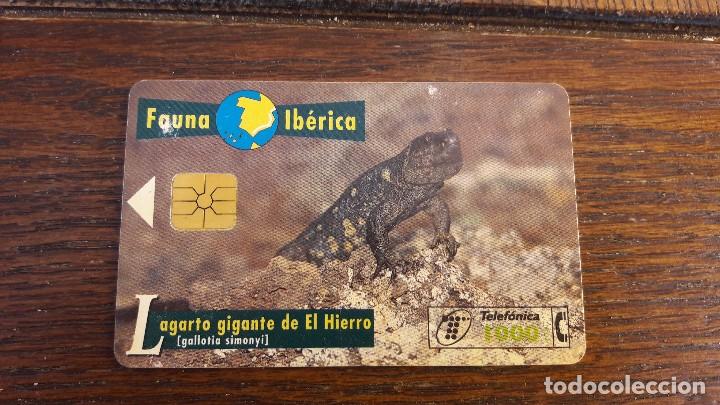 Fauna Ibérica
Lagarto gigante de El Hierro
[gallotia simonyi]
Telefónica
1000
todocoleccion